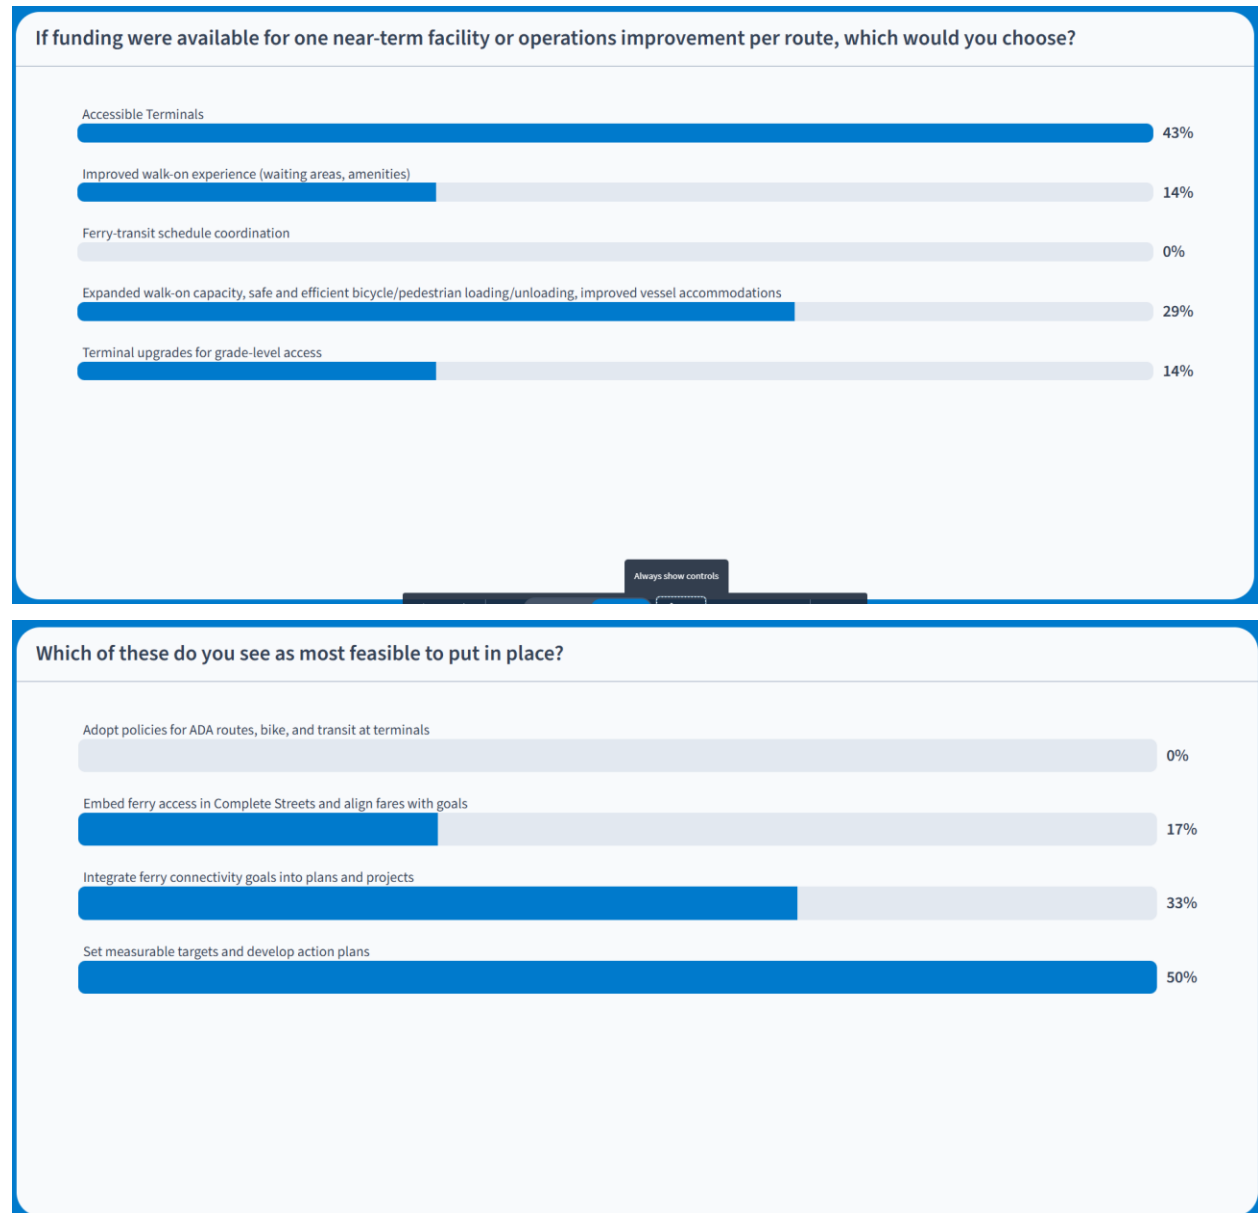 If funding were available for one near-term facility or operations improvement per route, which would you choose?
Accessible Terminals
43%
Improved walk-on experience (waiting areas, amenities)
14%
Ferry-transit schedule coordination
0%
Expanded walk-on capacity, safe and efficient bicycle/pedestrian loading/unloading, improved vessel accommodations
29%
Terminal upgrades for grade-level access
14%
Always show controls
Which of these do you see as most feasible to put in place?
Adopt policies for ADA routes, bike, and transit at terminals
0%
Embed ferry access in Complete Streets and align fares with goals
17%
Integrate ferry connectivity goals into plans and projects
33%
Set measurable targets and develop action plans
50%